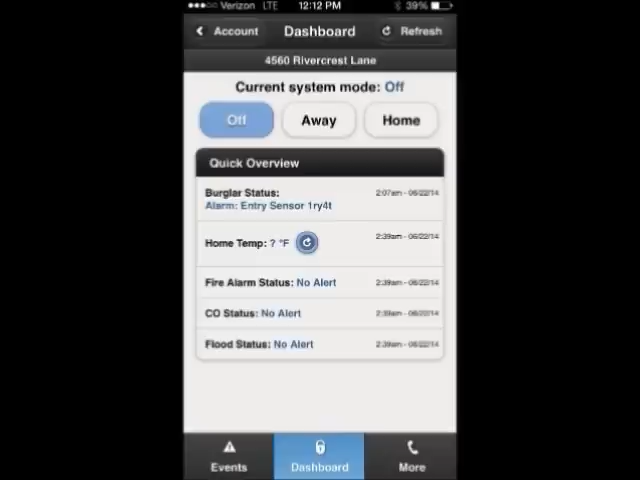 Verizon LTE 12:12 PM 39%
Account Dashboard Refresh
4560 Rivercrest Lane
Current system mode: Off
Off Away Home
Quick Overview
Burglar Status: 2:07am - 06/22/14
Alarm: Entry Sensor 1ry4t
Home Temp: ? °F 2:39am - 06/22/14
Fire Alarm Status: No Alert 2:39am - 06/22/14
CO Status: No Alert 2:39am - 06/22/14
Flood Status: No Alert 2:39am - 06/22/14
Events Dashboard More